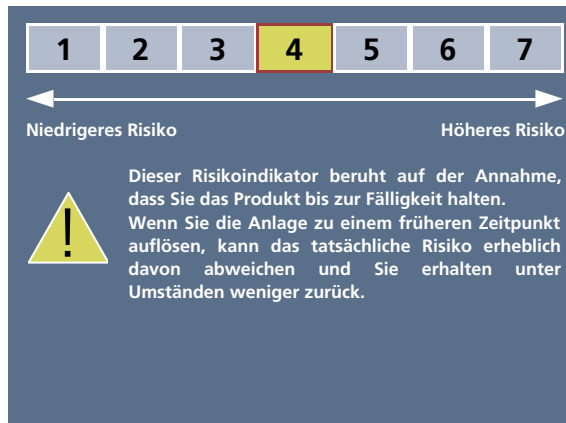 1 2 3 4 5 6 7
Niedrigeres Risiko Höheres Risiko
Dieser Risikoindikator beruht auf der Annahme,
dass Sie das Produkt bis zur Fälligkeit halten.
Wenn Sie die Anlage zu einem früheren Zeitpunkt
auflösen, kann das tatsächliche Risiko erheblich
davon abweichen und Sie erhalten unter
Umständen weniger zurück.
!